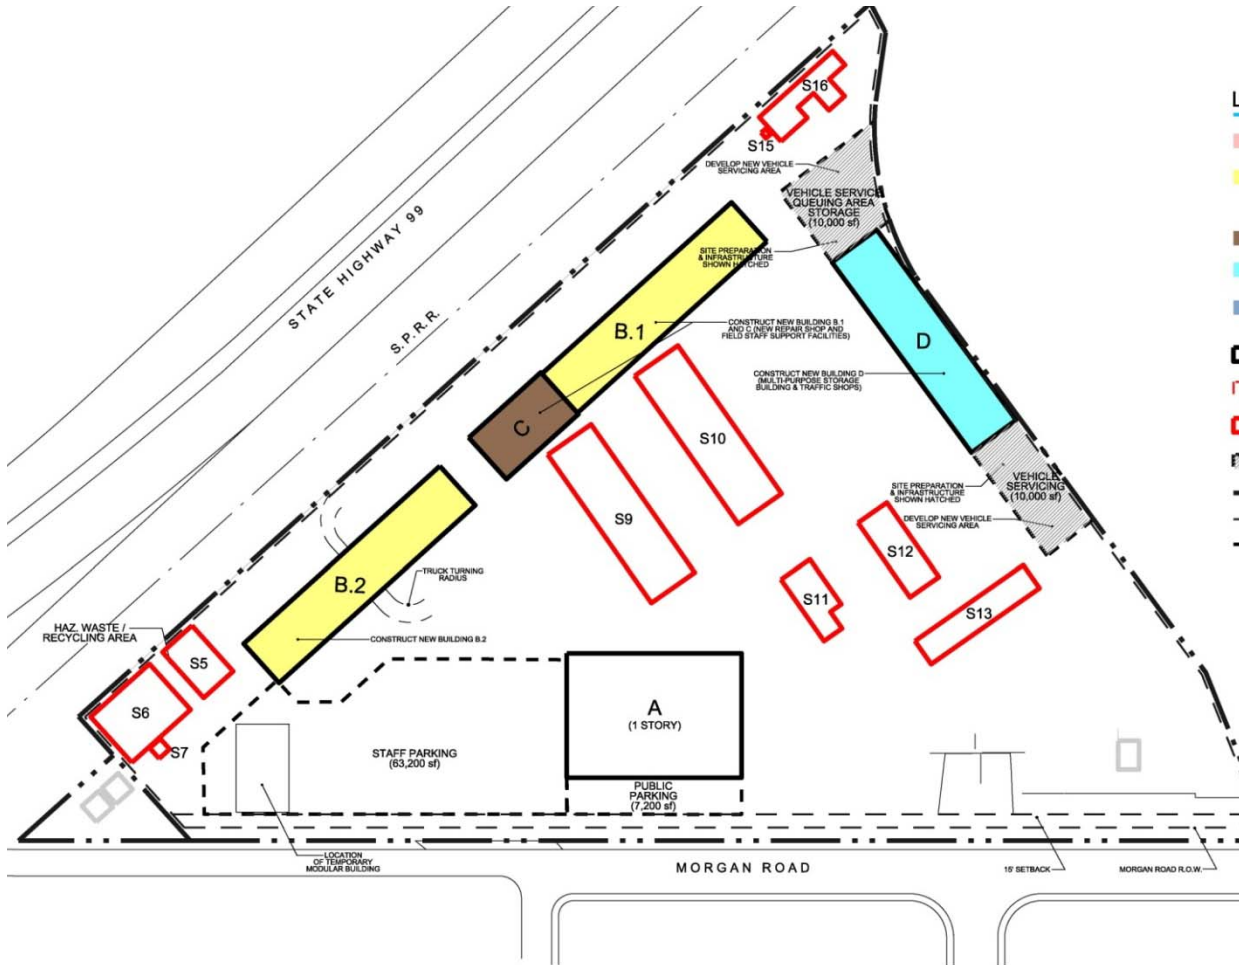 S16
S15
DEVELOP NEW VEHICLE
SERVICING AREA
VEHICLE SERVICE
QUEUING AREA
STORAGE
(10,000 sf)
STATE HIGHWAY 99
S.P.R.R.
SITE PREPARATION
& INFRASTRUCTURE
SHOWN HATCHED
L
B.1
CONSTRUCT NEW BUILDING B.1
AND C (NEW REPAIR SHOP AND
FIELD STAFF SUPPORT FACILITIES)
D
CONSTRUCT NEW BUILDING D
(MULTI-PURPOSE STORAGE
BUILDING & TRAFFIC SHOPS)
C
S10
S9
SITE PREPARATION
& INFRASTRUCTURE
SHOWN HATCHED
VEHICLE
SERVICING
(10,000 sf)
DEVELOP NEW VEHICLE
SERVICING AREA
S12
B.2
TRUCK TURNING
RADIUS
S11
S13
HAZ. WASTE /
RECYCLING AREA
CONSTRUCT NEW BUILDING B.2
S5
S6
S7
A
(1 STORY)
STAFF PARKING
(63,200 sf)
PUBLIC
PARKING
(7,200 sf)
LOCATION
OF TEMPORARY
MODULAR BUILDING
MORGAN ROAD
15' SETBACK
MORGAN ROAD R.O.W.